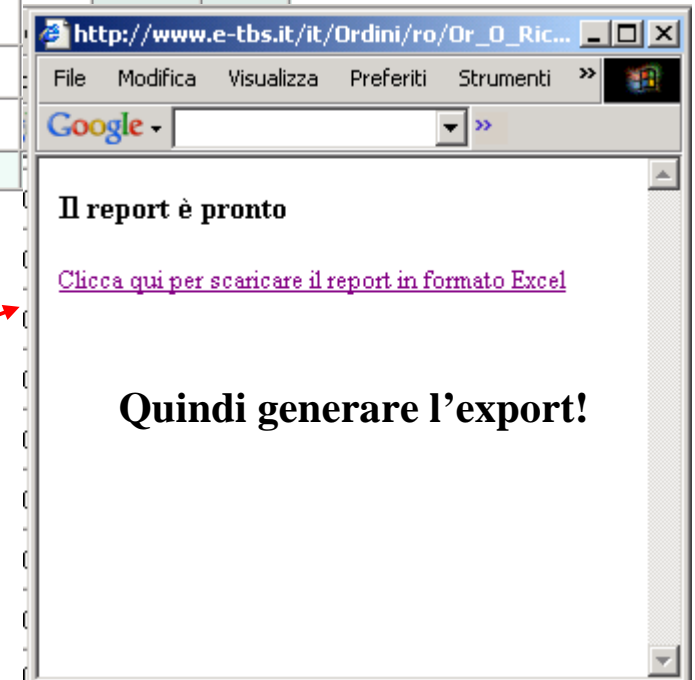 http://www.e-tbs.it/it/Ordini/ro/Or_O_Ric...
File Modifica Visualizza Preferiti Strumenti »
Google »
Il report è pronto
Clicca qui per scaricare il report in formato Excel
Quindi generare l’export!